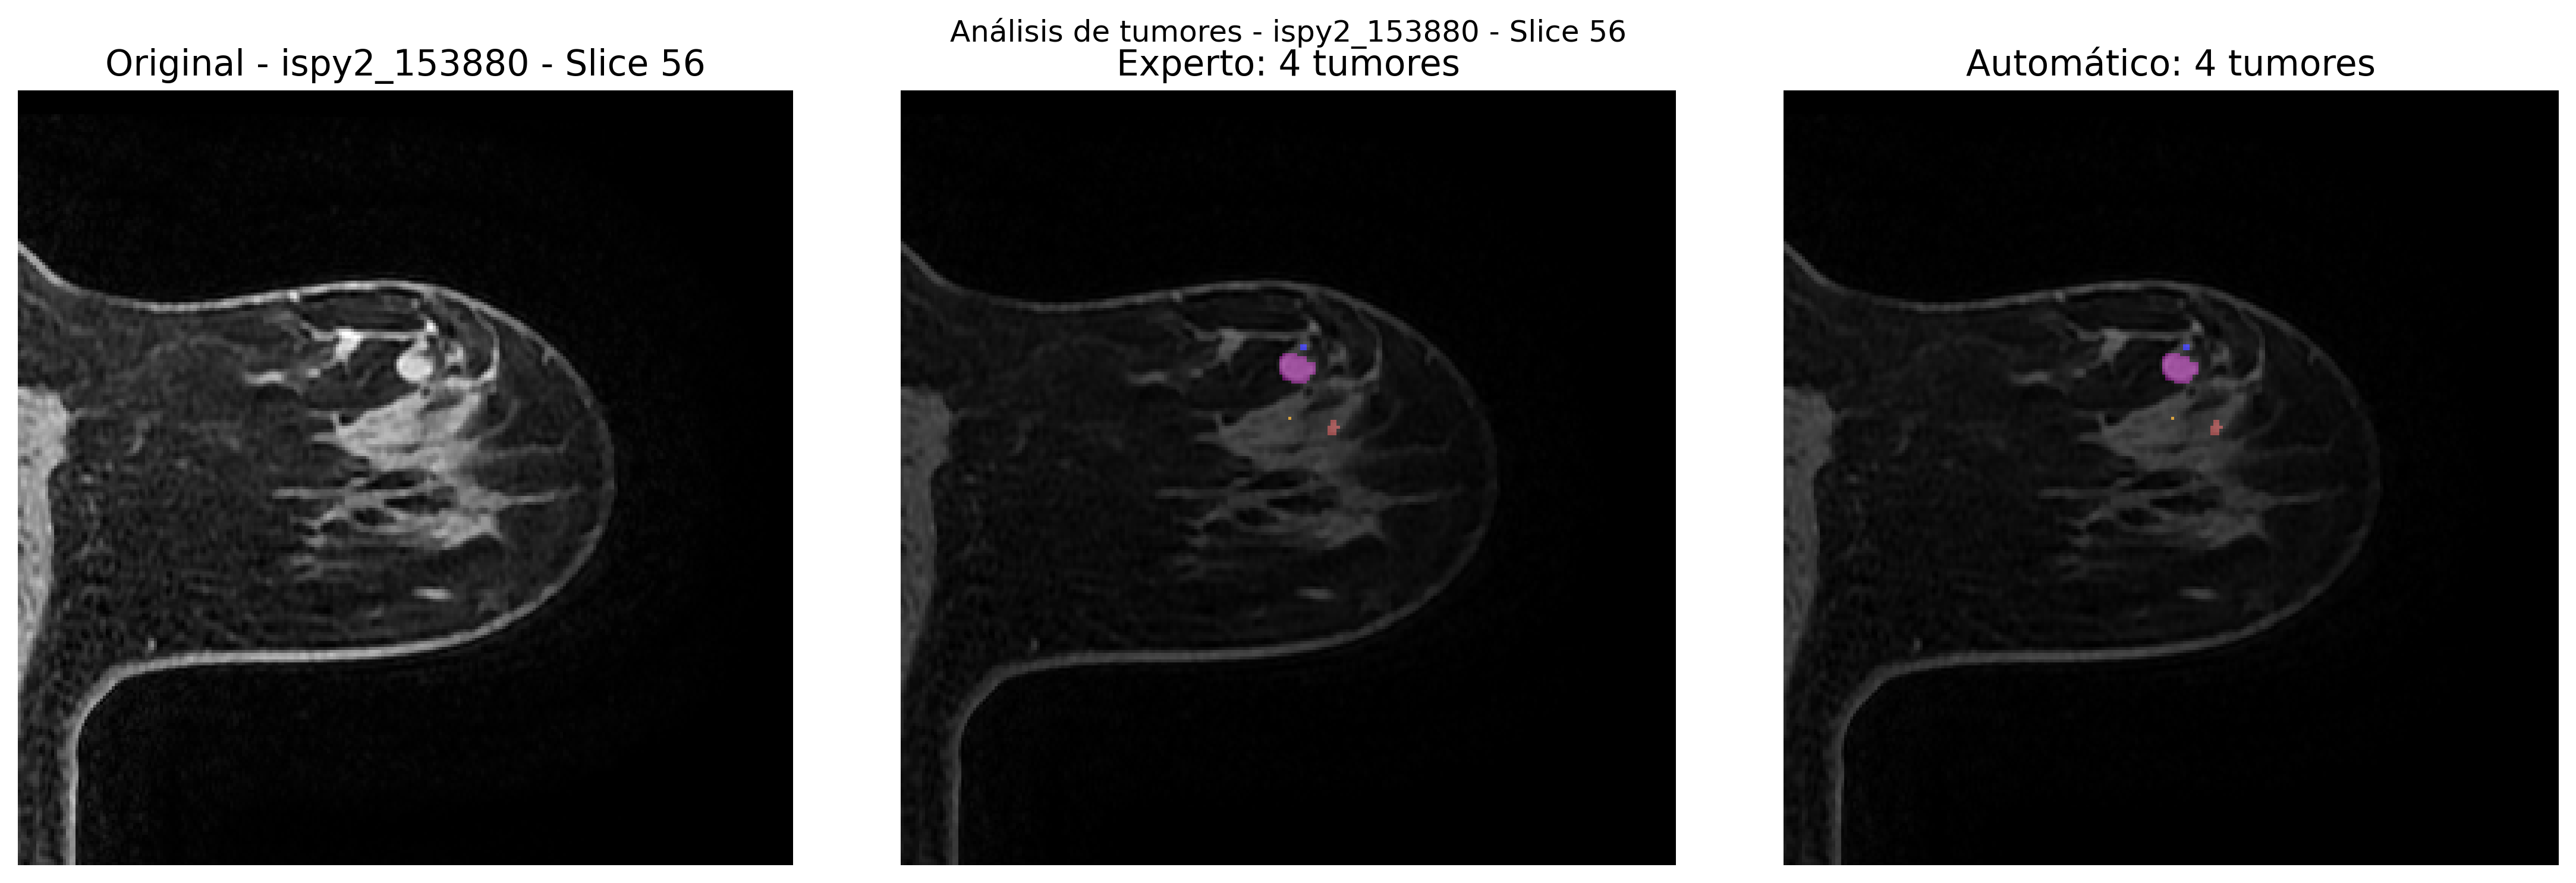 Análisis de tumores - ispy2_153880 - Slice 56
Original - ispy2_153880 - Slice 56
Experto: 4 tumores
Automático: 4 tumores